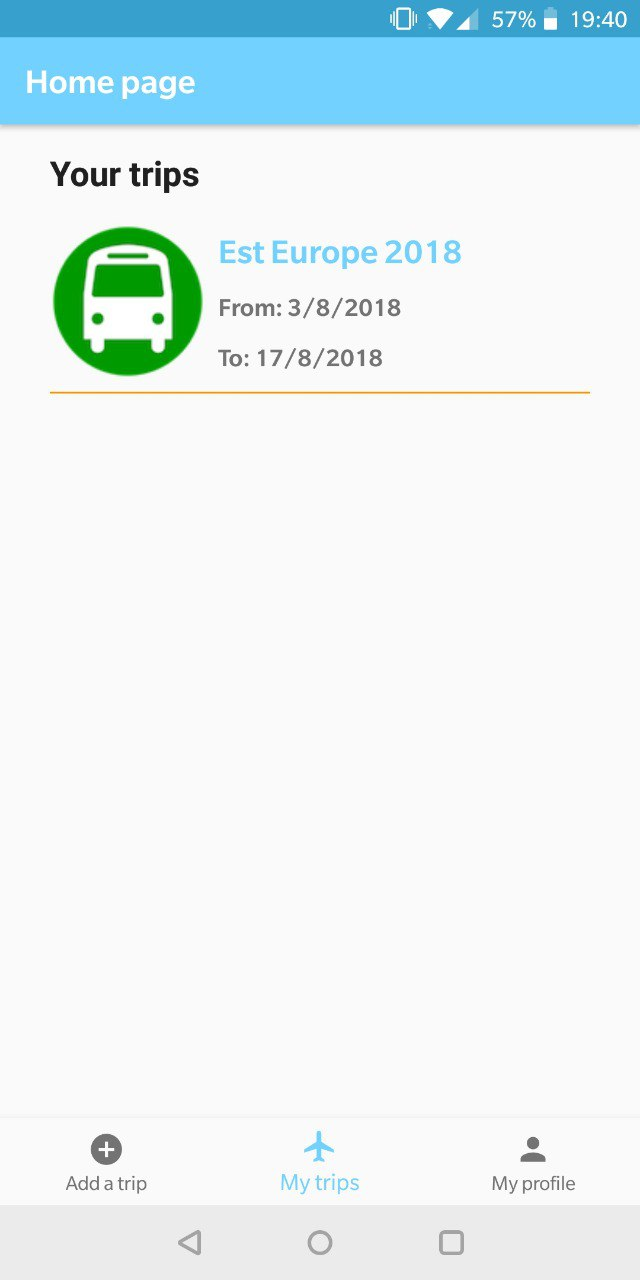 57% 19:40
Home page
Your trips
Est Europe 2018
From: 3/8/2018
To: 17/8/2018
Add a trip
My trips
My profile